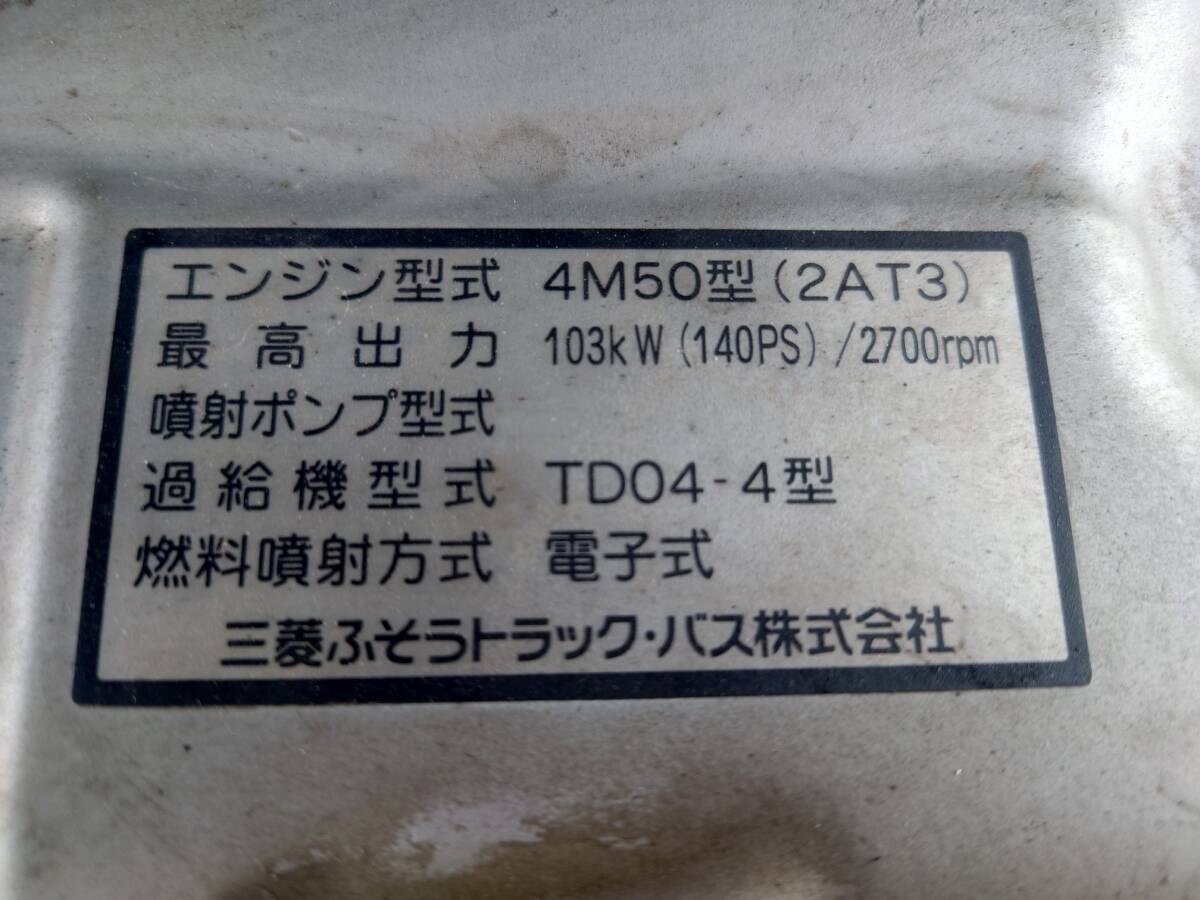 エンジン型式 4M50型(2AT3)
最高出力 103kW(140PS)/2700rpm
噴射ポンプ型式
過給機型式 TD04-4型
燃料噴射方式 電子式
三菱ふそうトラック・バス株式会社